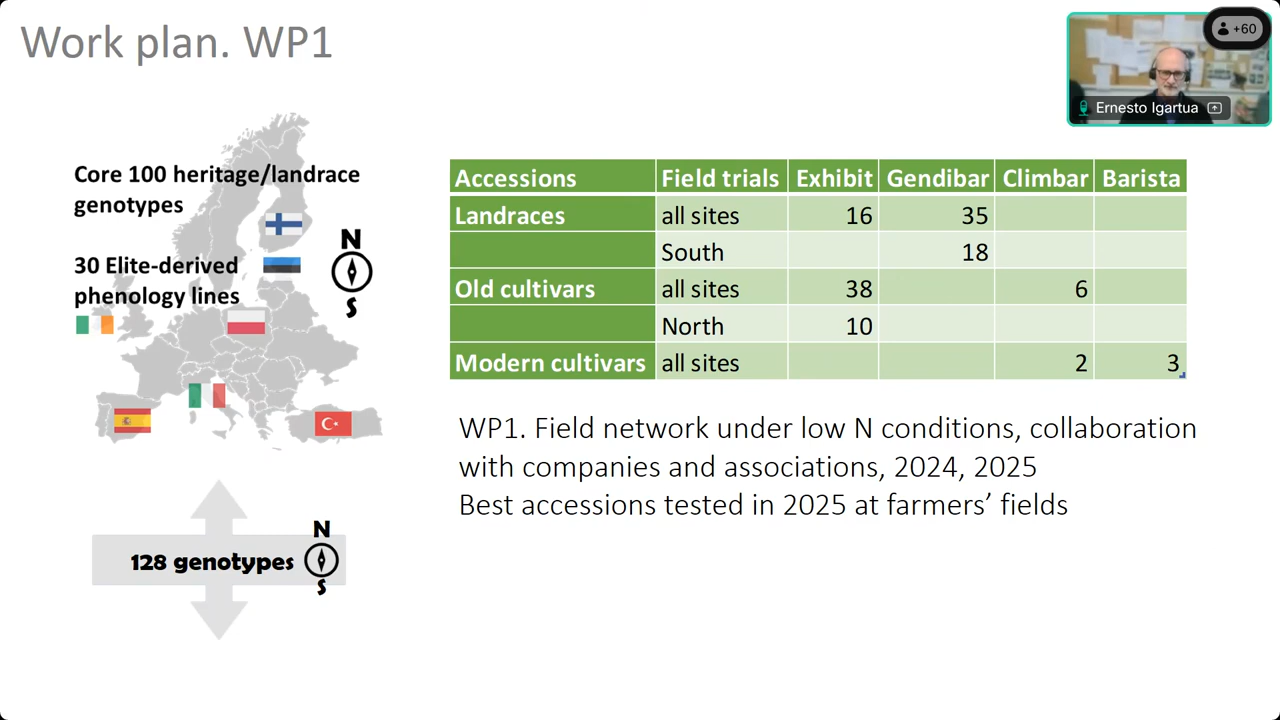 Work plan. WP1
+60
Ernesto Igartua
Core 100 heritage/landrace
genotypes
30 Elite-derived
phenology lines
N
S
128 genotypes
N
S
Accessions Field trials Exhibit Gendibar Climbar Barista
Landraces all sites 16 35
South 18
Old cultivars all sites 38 6
North 10
Modern cultivars all sites 2 3
WP1. Field network under low N conditions, collaboration
with companies and associations, 2024, 2025
Best accessions tested in 2025 at farmers’ fields